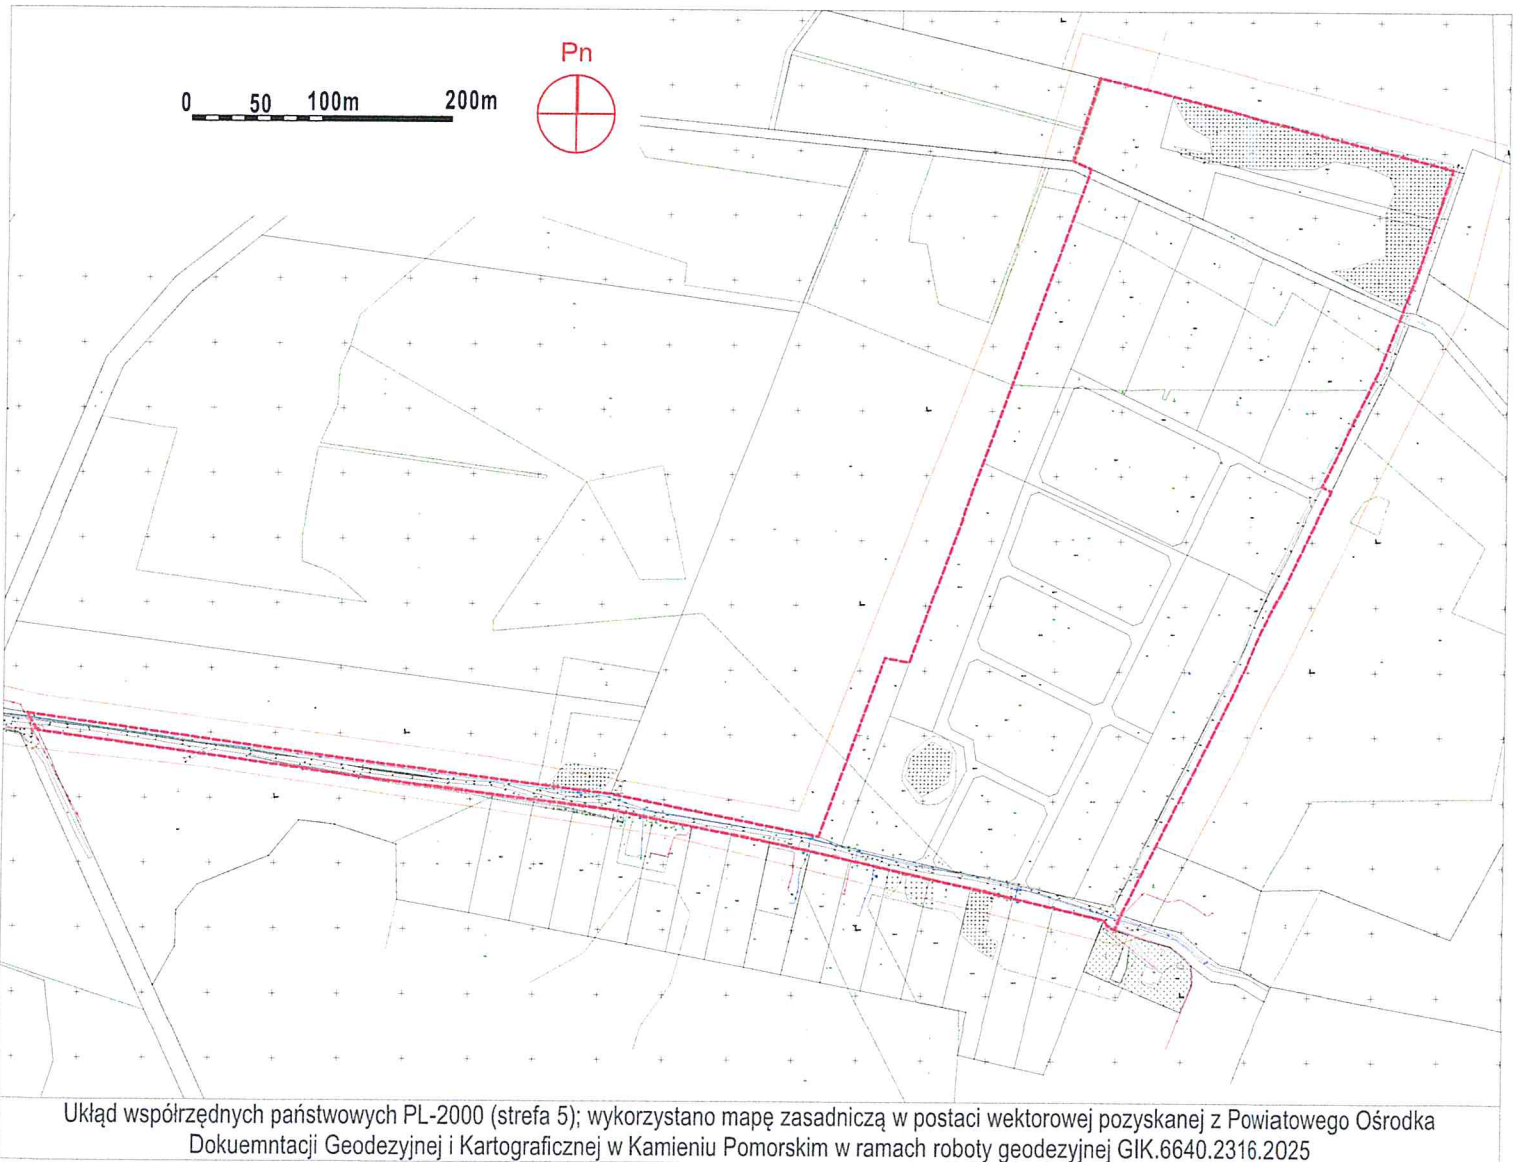 Pn
0 50 100m 200m
Układ współrzędnych państwowych PL-2000 (strefa 5); wykorzystano mapę zasadniczą w postaci wektorowej pozyskanej z Powiatowego Ośrodka
Dokuemntacji Geodezyjnej i Kartograficznej w Kamieniu Pomorskim w ramach roboty geodezyjnej GIK.6640.2316.2025